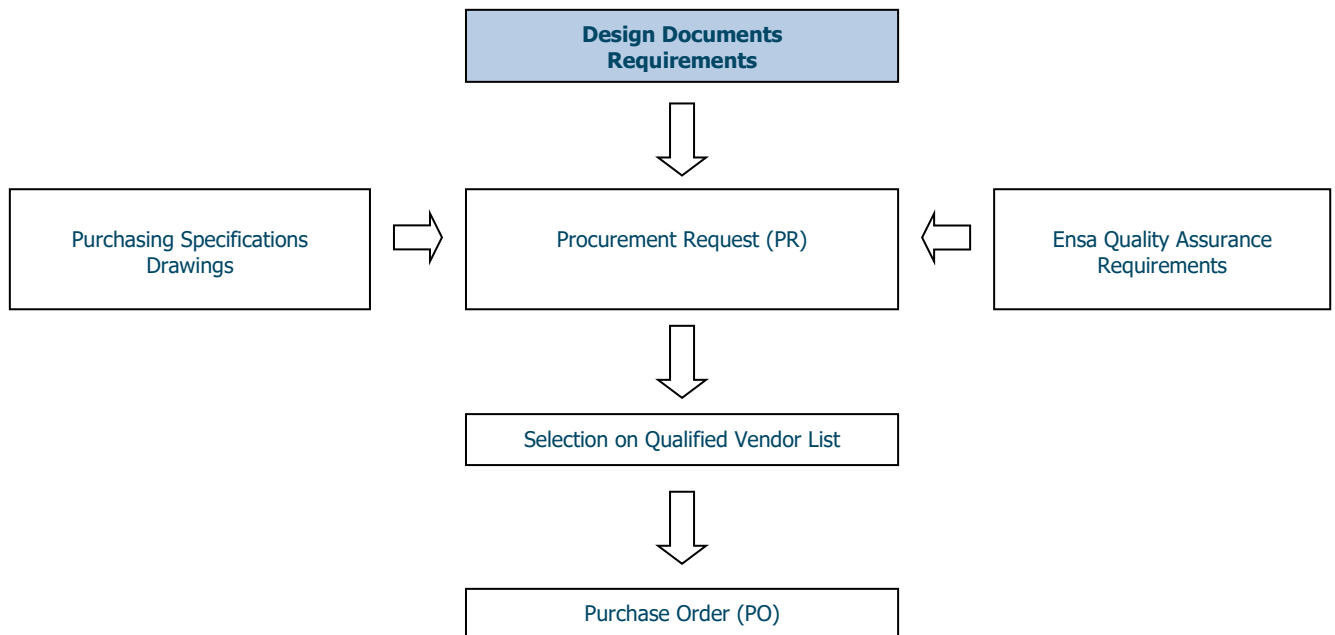 Design Documents
Requirements
Purchasing Specifications
Drawings
Procurement Request (PR)
Ensa Quality Assurance
Requirements
Selection on Qualified Vendor List
Purchase Order (PO)